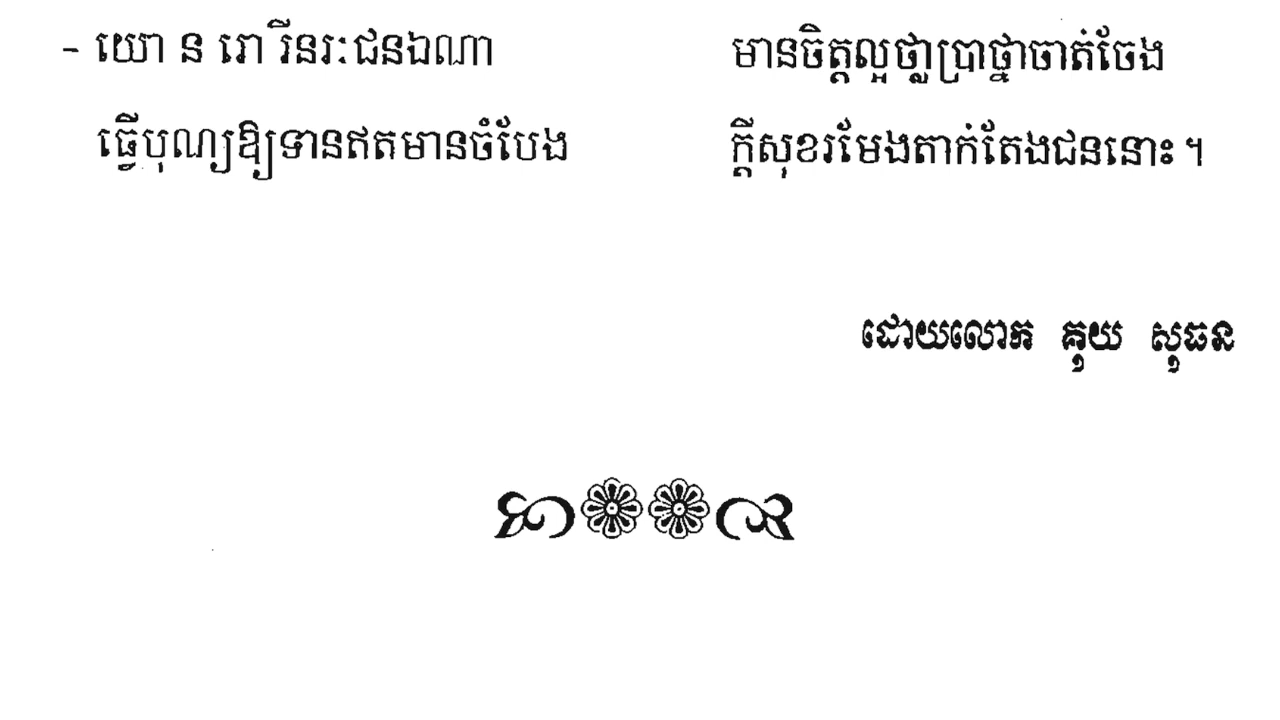 - យោ ន រោ រីនរៈជនឯណា មានចិត្តល្អថ្លាប្រាថ្នាចាត់ចែង
ធ្វើបុណ្យឱ្យទានឥតមានចំបែង ក្តីសុខរមែងតាក់តែងជននោះ ។
ដោយលោក គុយ សុធន